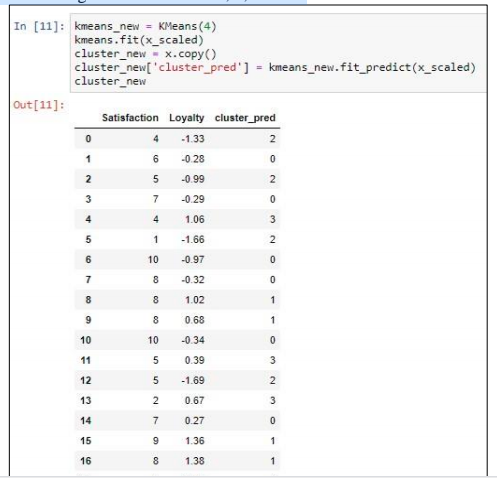 In [11]: kmeans_new = KMeans(4)
kmeans.fit(x_scaled)
cluster_new = x.copy()
cluster_new['cluster_pred'] = kmeans_new.fit_predict(x_scaled)
cluster_new
Out[11]:
Satisfaction Loyalty cluster_pred
0 4 -1.33 2
1 6 -0.28 0
2 5 -0.99 2
3 7 -0.29 0
4 4 1.06 3
5 1 -1.66 2
6 10 -0.97 0
7 8 -0.32 0
8 8 1.02 1
9 8 0.68 1
10 10 -0.34 0
11 5 0.39 3
12 5 -1.69 2
13 2 0.67 3
14 7 0.27 0
15 9 1.36 1
16 8 1.38 1